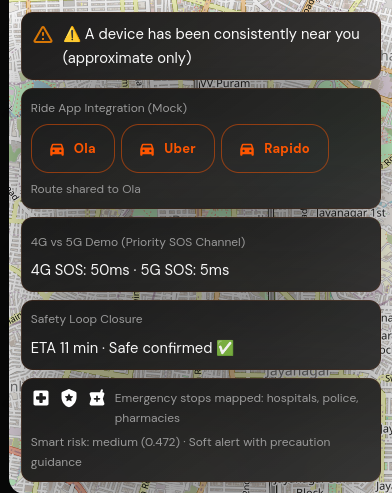 ⚠️ A device has been consistently near you
(approximate only)
VV Puram
Ride App Integration (Mock)
Ola
Uber
Rapido
Route shared to Ola
Jayanagar 1st
4G vs 5G Demo (Priority SOS Channel)
4G SOS: 50ms · 5G SOS: 5ms
Safety Loop Closure
ETA 11 min · Safe confirmed ✅
Jayanagar
Emergency stops mapped: hospitals, police,
pharmacies
Smart risk: medium (0.472) · Soft alert with precaution
guidance
Block